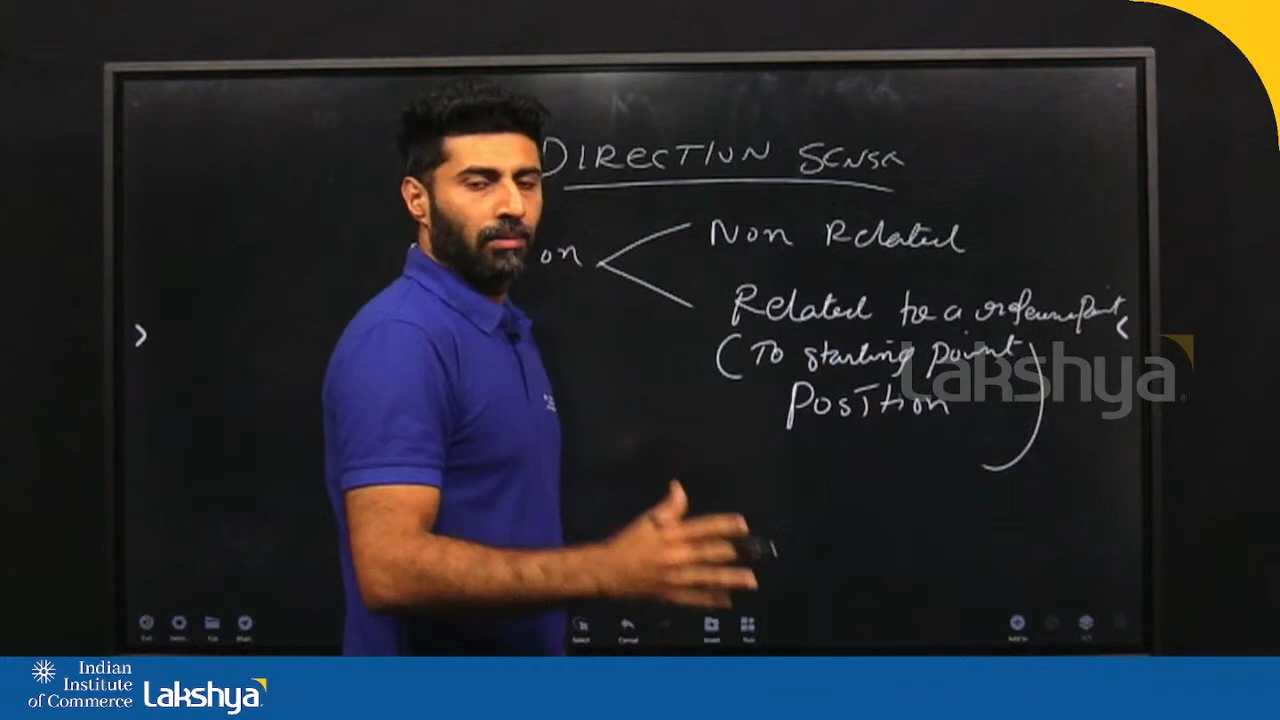 DIRECTION SENSE
on
Non Related
Related to a reference Point
(To starting point
Position)
Lakshya
Indian
Institute
of Commerce
Lakshya